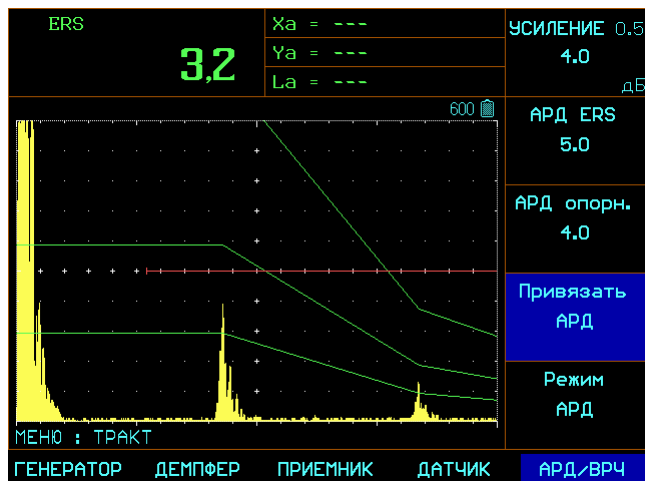 ERS
3,2
Xa = ---
Ya = ---
La = ---
УСИЛЕНИЕ 0.5
4.0
дБ
600
АРД ERS
5.0
АРД опорн.
4.0
Привязать
АРД
Режим
АРД
МЕНЮ : ТРАКТ
ГЕНЕРАТОР ДЕМПФЕР ПРИЕМНИК ДАТЧИК АРД/ВРЧ